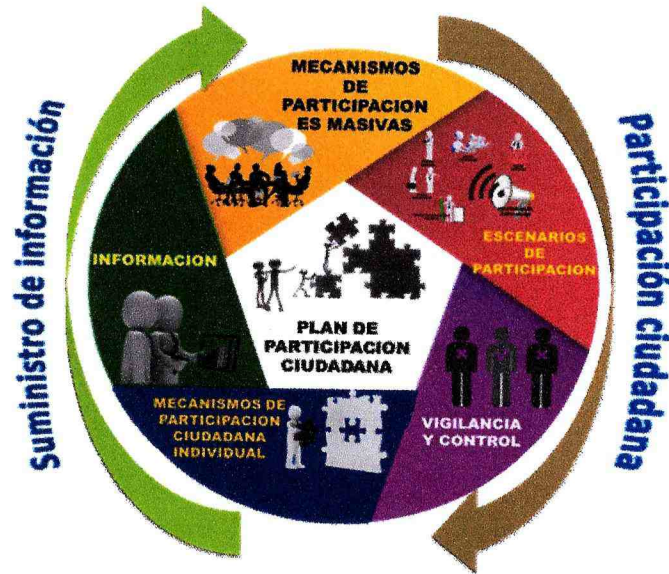 MECANISMOS
DE
PARTICIPACION
ES MASIVAS
Suministro de información
Participación ciudadana
INFORMACION
ESCENARIOS
DE
PARTICIPACION
PLAN DE
PARTICIPACION
CIUDADANA
MECANISMOS DE
PARTICIPACION
CIUDADANA
INDIVIDUAL
VIGILANCIA
Y CONTROL